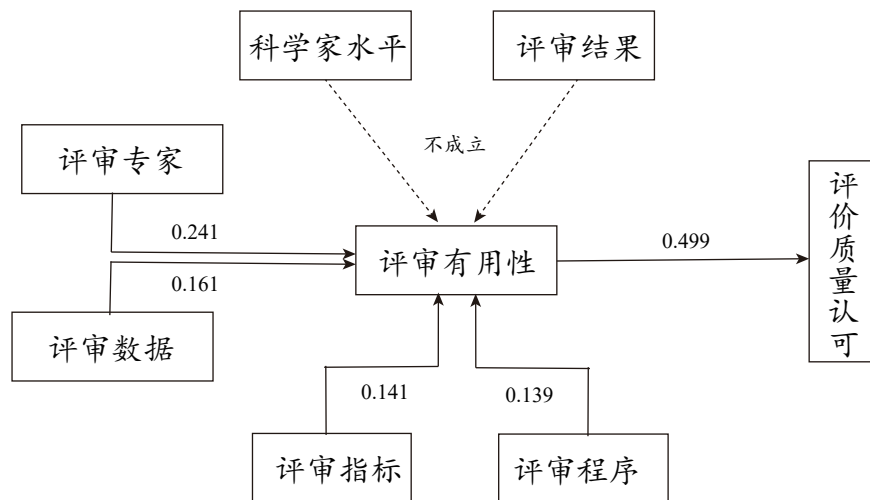 科学家水平
评审结果
不成立
评审专家
0.241
0.161
评审数据
评审有用性
0.499
评价质量认可
0.141
0.139
评审指标
评审程序